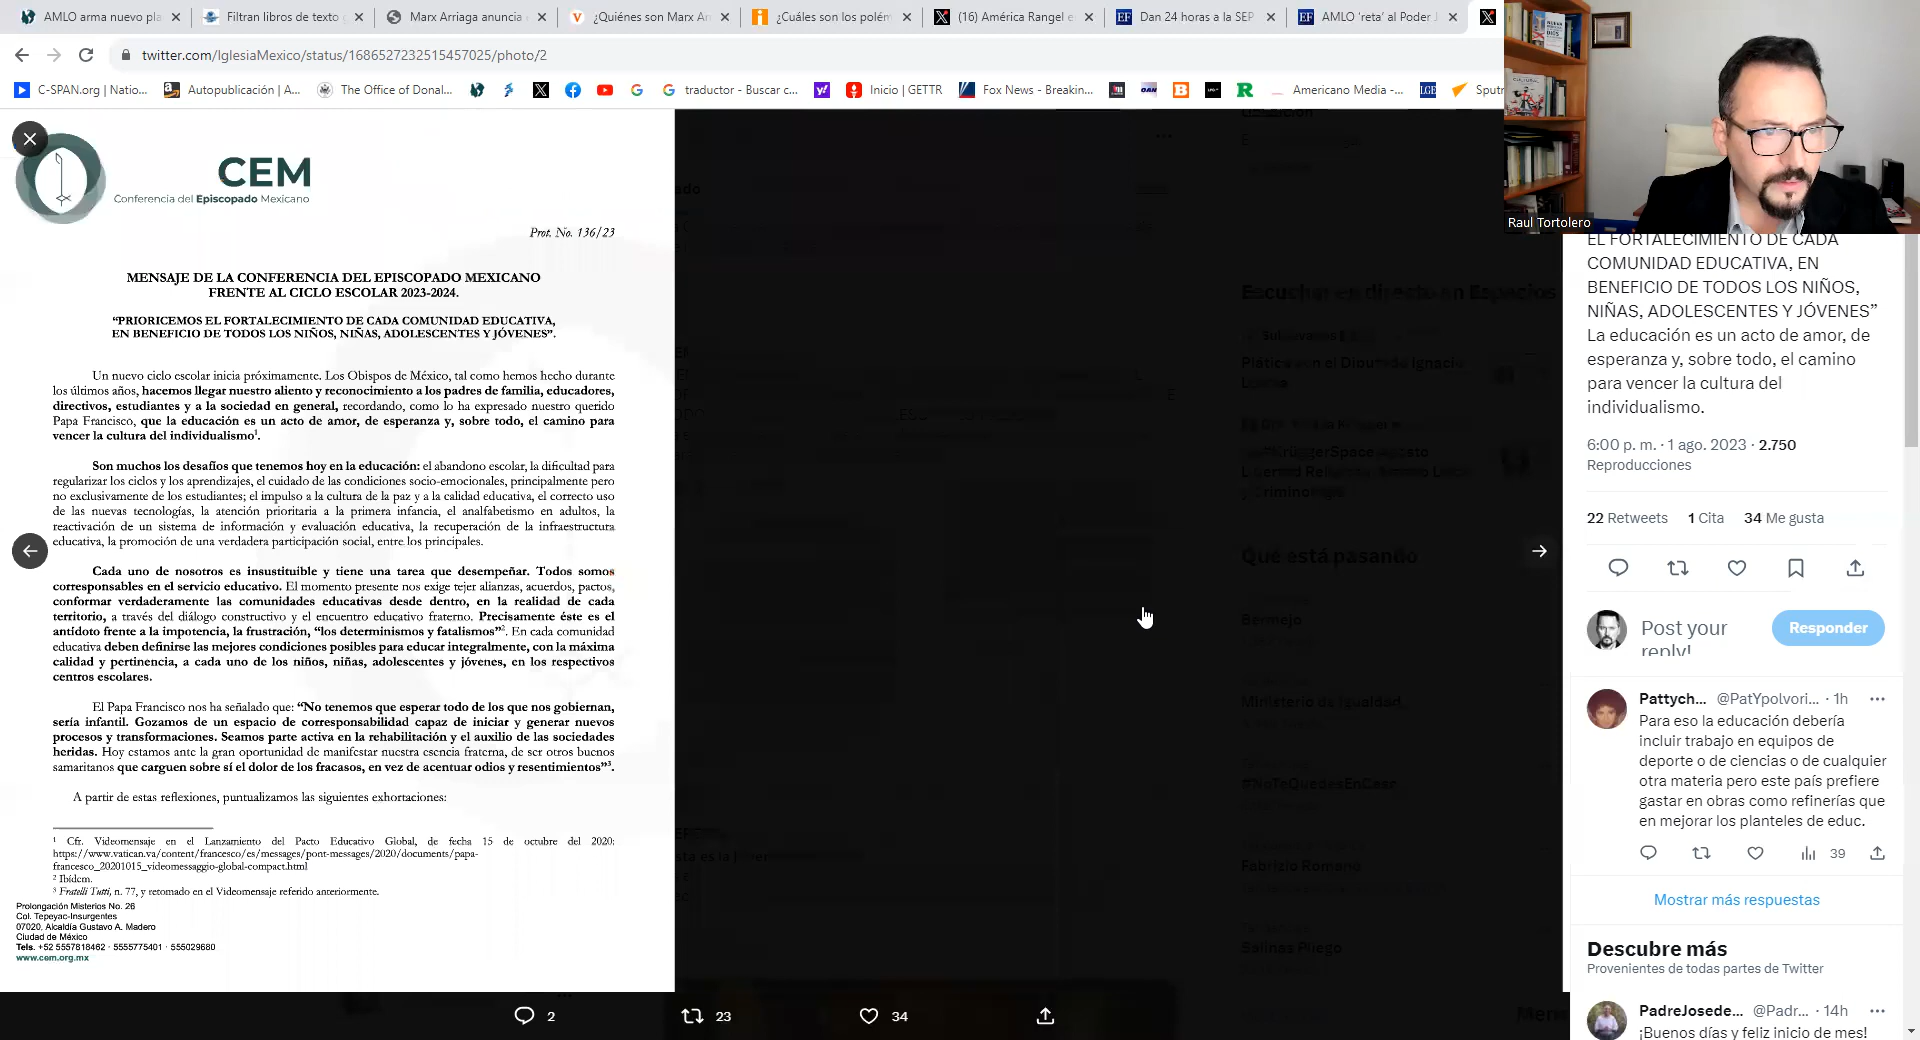 AMLO arma nuevo pla
Filtran libros de texto
Marx Arriaga anuncia
¿Quiénes son Marx Arr
¿Cuáles son los polém
(16) América Rangel e
Dan 24 horas a la SEP
AMLO 'reta' al Poder J
twitter.com/IglesiaMexico/status/1686527232515457025/photo/2
C-SPAN.org | Natio...
Autopublicación | A...
The Office of Donal...
traductor - Buscar c...
Inicio | GETTR
Fox News - Breakin...
Americano Media -...
LGE
Sputr
Raul Tortolero
CEM
Conferencia del Episcopado Mexicano
Prot. No. 136/23
MENSAJE DE LA CONFERENCIA DEL EPISCOPADO MEXICANO
FRENTE AL CICLO ESCOLAR 2023-2024.
“PRIORICEMOS EL FORTALECIMIENTO DE CADA COMUNIDAD EDUCATIVA,
EN BENEFICIO DE TODOS LOS NIÑOS, NIÑAS, ADOLESCENTES Y JÓVENES”.
Un nuevo ciclo escolar inicia próximamente. Los Obispos de México, tal como hemos hecho durante
los últimos años, hacemos llegar nuestro aliento y reconocimiento a los padres de familia, educadores,
directivos, estudiantes y a la sociedad en general, recordando, como lo ha expresado nuestro querido
Papa Francisco, que la educación es un acto de amor, de esperanza y, sobre todo, el camino para
vencer la cultura del individualismo¹.
Son muchos los desafíos que tenemos hoy en la educación: el abandono escolar, la dificultad para
regularizar los ciclos y los aprendizajes, el cuidado de las condiciones socio-emocionales, principalmente pero
no exclusivamente de los estudiantes; el impulso a la cultura de la paz y a la calidad educativa, el correcto uso
de las nuevas tecnologías, la atención prioritaria a la primera infancia, el analfabetismo en adultos, la
reactivación de un sistema de información y evaluación educativa, la recuperación de la infraestructura
educativa, la promoción de una verdadera participación social, entre los principales.
Cada uno de nosotros es insustituible y tiene una tarea que desempeñar. Todos somos
corresponsables en el servicio educativo. El momento presente nos exige tejer alianzas, acuerdos, pactos,
conformar verdaderamente las comunidades educativas desde dentro, en la realidad de cada
territorio, a través del diálogo constructivo y el encuentro educativo fraterno. Precisamente éste es el
antídoto frente a la impotencia, la frustración, “los determinismos y fatalismos”². En cada comunidad
educativa deben definirse las mejores condiciones posibles para educar integralmente, con la máxima
calidad y pertinencia, a cada uno de los niños, niñas, adolescentes y jóvenes, en los respectivos
centros escolares.
El Papa Francisco nos ha señalado que: “No tenemos que esperar todo de los que nos gobiernan,
sería infantil. Gozamos de un espacio de corresponsabilidad capaz de iniciar y generar nuevos
procesos y transformaciones. Seamos parte activa en la rehabilitación y el auxilio de las sociedades
heridas. Hoy estamos ante la gran oportunidad de manifestar nuestra esencia fraterna, de ser otros buenos
samaritanos que carguen sobre sí el dolor de los fracasos, en vez de acentuar odios y resentimientos”³.
A partir de estas reflexiones, puntualizamos las siguientes exhortaciones:
¹ Cfr. Videomensaje en el Lanzamiento del Pacto Educativo Global, de fecha 15 de octubre del 2020:
https://www.vatican.va/content/francesco/es/messages/pont-messages/2020/documents/papa-
francesco_20201015_videomessaggio-global-compact.html
² Ibídem.
³ Fratelli Tutti, n. 77, y retomado en el Videomensaje referido anteriormente.
Prolongación Misterios No. 26
Col. Tepeyac-Insurgentes
07020, Alcaldía Gustavo A. Madero
Ciudad de México
Tels. +52 5557818462 · 5555775401 · 555029680
www.cem.org.mx
2
23
34
Escuchar en directo en Espacios
Qué está pasando
Bermejo
Ministerio de Igualdad,
#NoTeQuedesEnCasa
Fabrizio Romano
Salinas Pliego
EL FORTALECIMIENTO DE CADA
COMUNIDAD EDUCATIVA, EN
BENEFICIO DE TODOS LOS NIÑOS,
NIÑAS, ADOLESCENTES Y JÓVENES”
La educación es un acto de amor, de
esperanza y, sobre todo, el camino
para vencer la cultura del
individualismo.
6:00 p. m. · 1 ago. 2023 · 2.750
Reproducciones
22 Retweets 1 Cita 34 Me gusta
Post your
reply!
Responder
Pattych... @PatYpolvori... · 1h
Para eso la educación debería
incluir trabajo en equipos de
deporte o de ciencias o de cualquier
otra materia pero este país prefiere
gastar en obras como refinerías que
en mejorar los planteles de educ.
39
Mostrar más respuestas
Descubre más
Provenientes de todas partes de Twitter
PadreJosede... @Padr... · 14h
¡Buenos días y feliz inicio de mes!